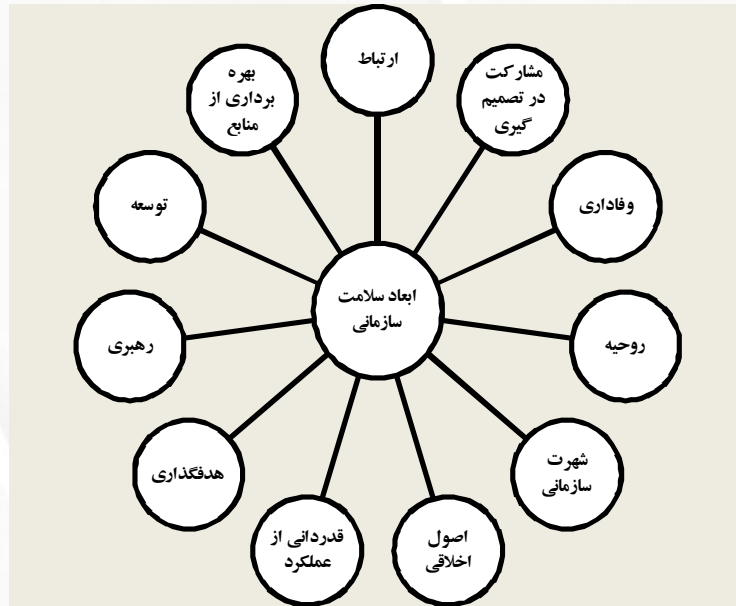 ارتباط
مشارکت
در تصمیم
گیری
وفاداری
روحیه
شهرت
سازمانی
اصول
اخلاقی
قدردانی از
عملکرد
هدفگذاری
رهبری
توسعه
بهره
برداری از
منابع
ابعاد سلامت
سازمانی